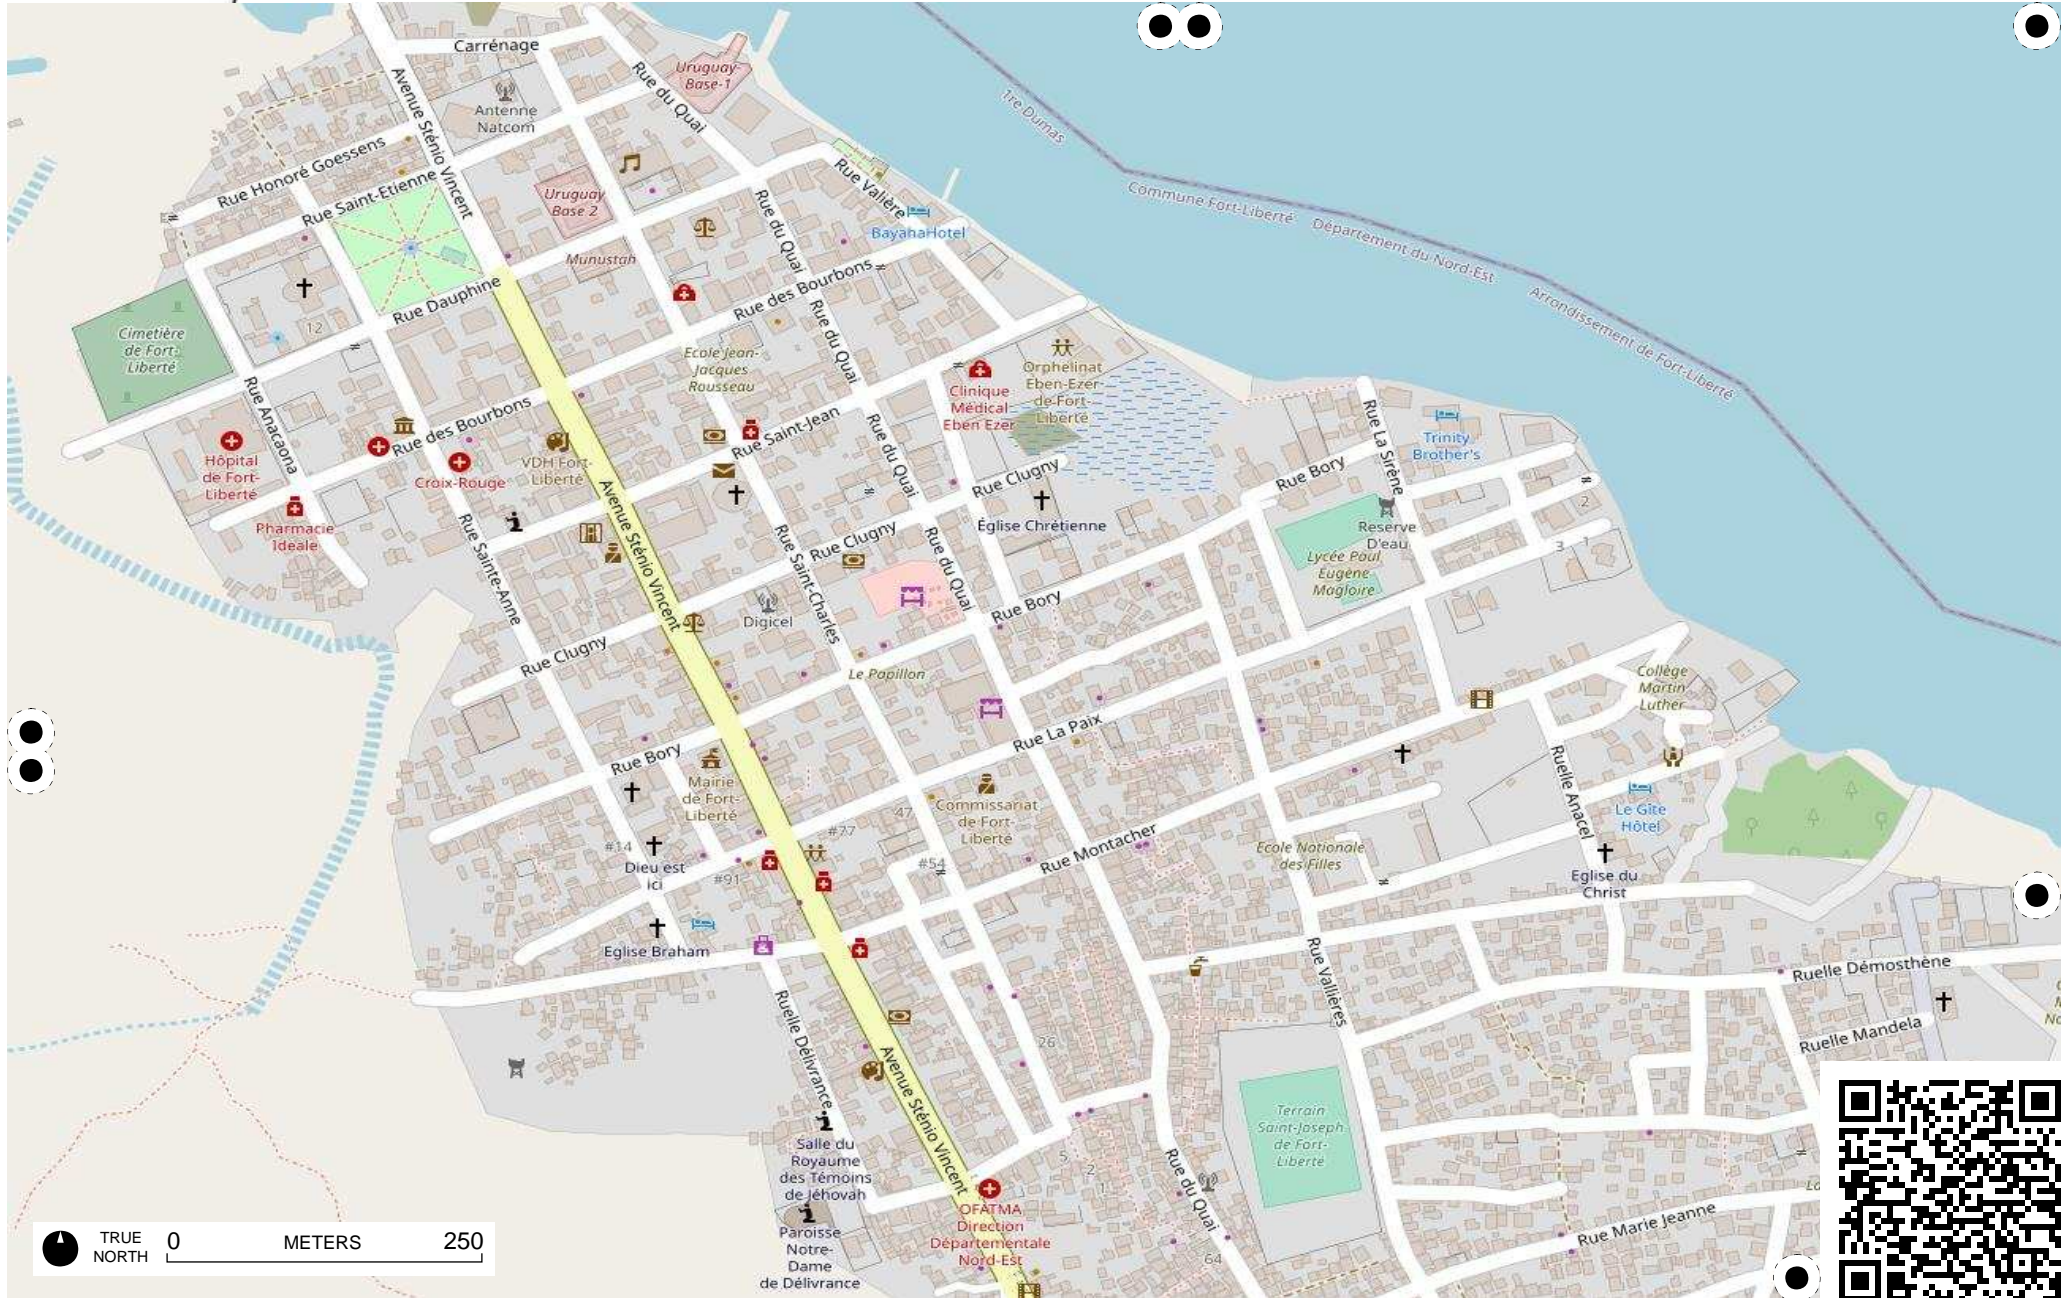 Carrénage
Uruguay-
Base-1
Rue du Quai
Avenue Sténio Vincent
Antenne
Natcom
1re Dumas
Rue Honoré Goessens
Rue Saint-Etienne
Uruguay
Base 2
Rue Valière
Commune Fort-Liberté
Département du Nord-Est
Rue du Quai
BayahaHotel
Munustah
Rue des Bourbons
Arrondissement de Fort-Liberté
Rue Dauphine
Cimetière
de Fort-
Liberté
12
Rue du Quai
Ecole Jean-
Jacques
Rousseau
Orphelinat
Eben-Ezer
de-Fort-
Liberté
Clinique
Médical
Eben Ezer
Rue Anacaona
Rue des Bourbons
Rue Saint-Jean
Rue du Quai
Rue La Sirène
Trinity
Brother's
Hôpital
de Fort-
Liberté
Croix-Rouge
VDH Fort-
Liberté
Rue Clugny
Rue Bory
Pharmacie
Ideale
Église Chrétienne
Reserve
D'eau
2
3
1
Avenue Sténio Vincent
Rue Sainte-Anne
Rue Saint-Charles
Rue Clugny
Rue du Quai
Lycée Paul
Eugène
Magloire
Digicel
Rue Bory
Rue Clugny
Le Papillon
Collège
Martin
Luther
Rue La Paix
Rue Bory
Mairie
de Fort-
Liberté
Commissariat
de Fort-
Liberté
47
#77
Ruelle Anacel
Le Gîte
Hôtel
#14
Dieu est
ici
#91
#54
Rue Montacher
Ecole Nationale
des Filles
Eglise du
Christ
Eglise Braham
Rue Vallières
Ruelle Démosthène
Ruelle Délivrance
Ruelle Mandela
26
Avenue Sténio Vincent
Terrain
Saint-Joseph
de Fort-
Liberté
Salle du
Royaume
des Témoins
de Jéhovah
5
2
1
Rue du Quai
OFATMA
Direction
Départementale
Nord-Est
Paroisse
Notre-
Dame
de Délivrance
64
Rue Marie Jeanne
TRUE
NORTH
0 METERS 250